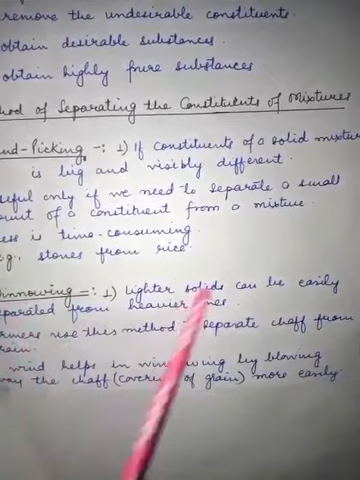 remove the undesirable constituents.
obtain desirable substances.
obtain highly pure substances
hod of Separating the Constituents of Mixtures
nd-Picking -: 1) If constituents of a solid mixture
is big and visibly different.
seful only if we need to separate a small
ount of a constituent from a mixture.
ess is time-consuming
e.g., stones from rice.
innowing -: 1) lighter solids can be easily
eparated from heavier ones.
armers use this method separate chaff from
rain.
wind helps in winnowing by blowing
way the chaff (covering of grain) more easily.